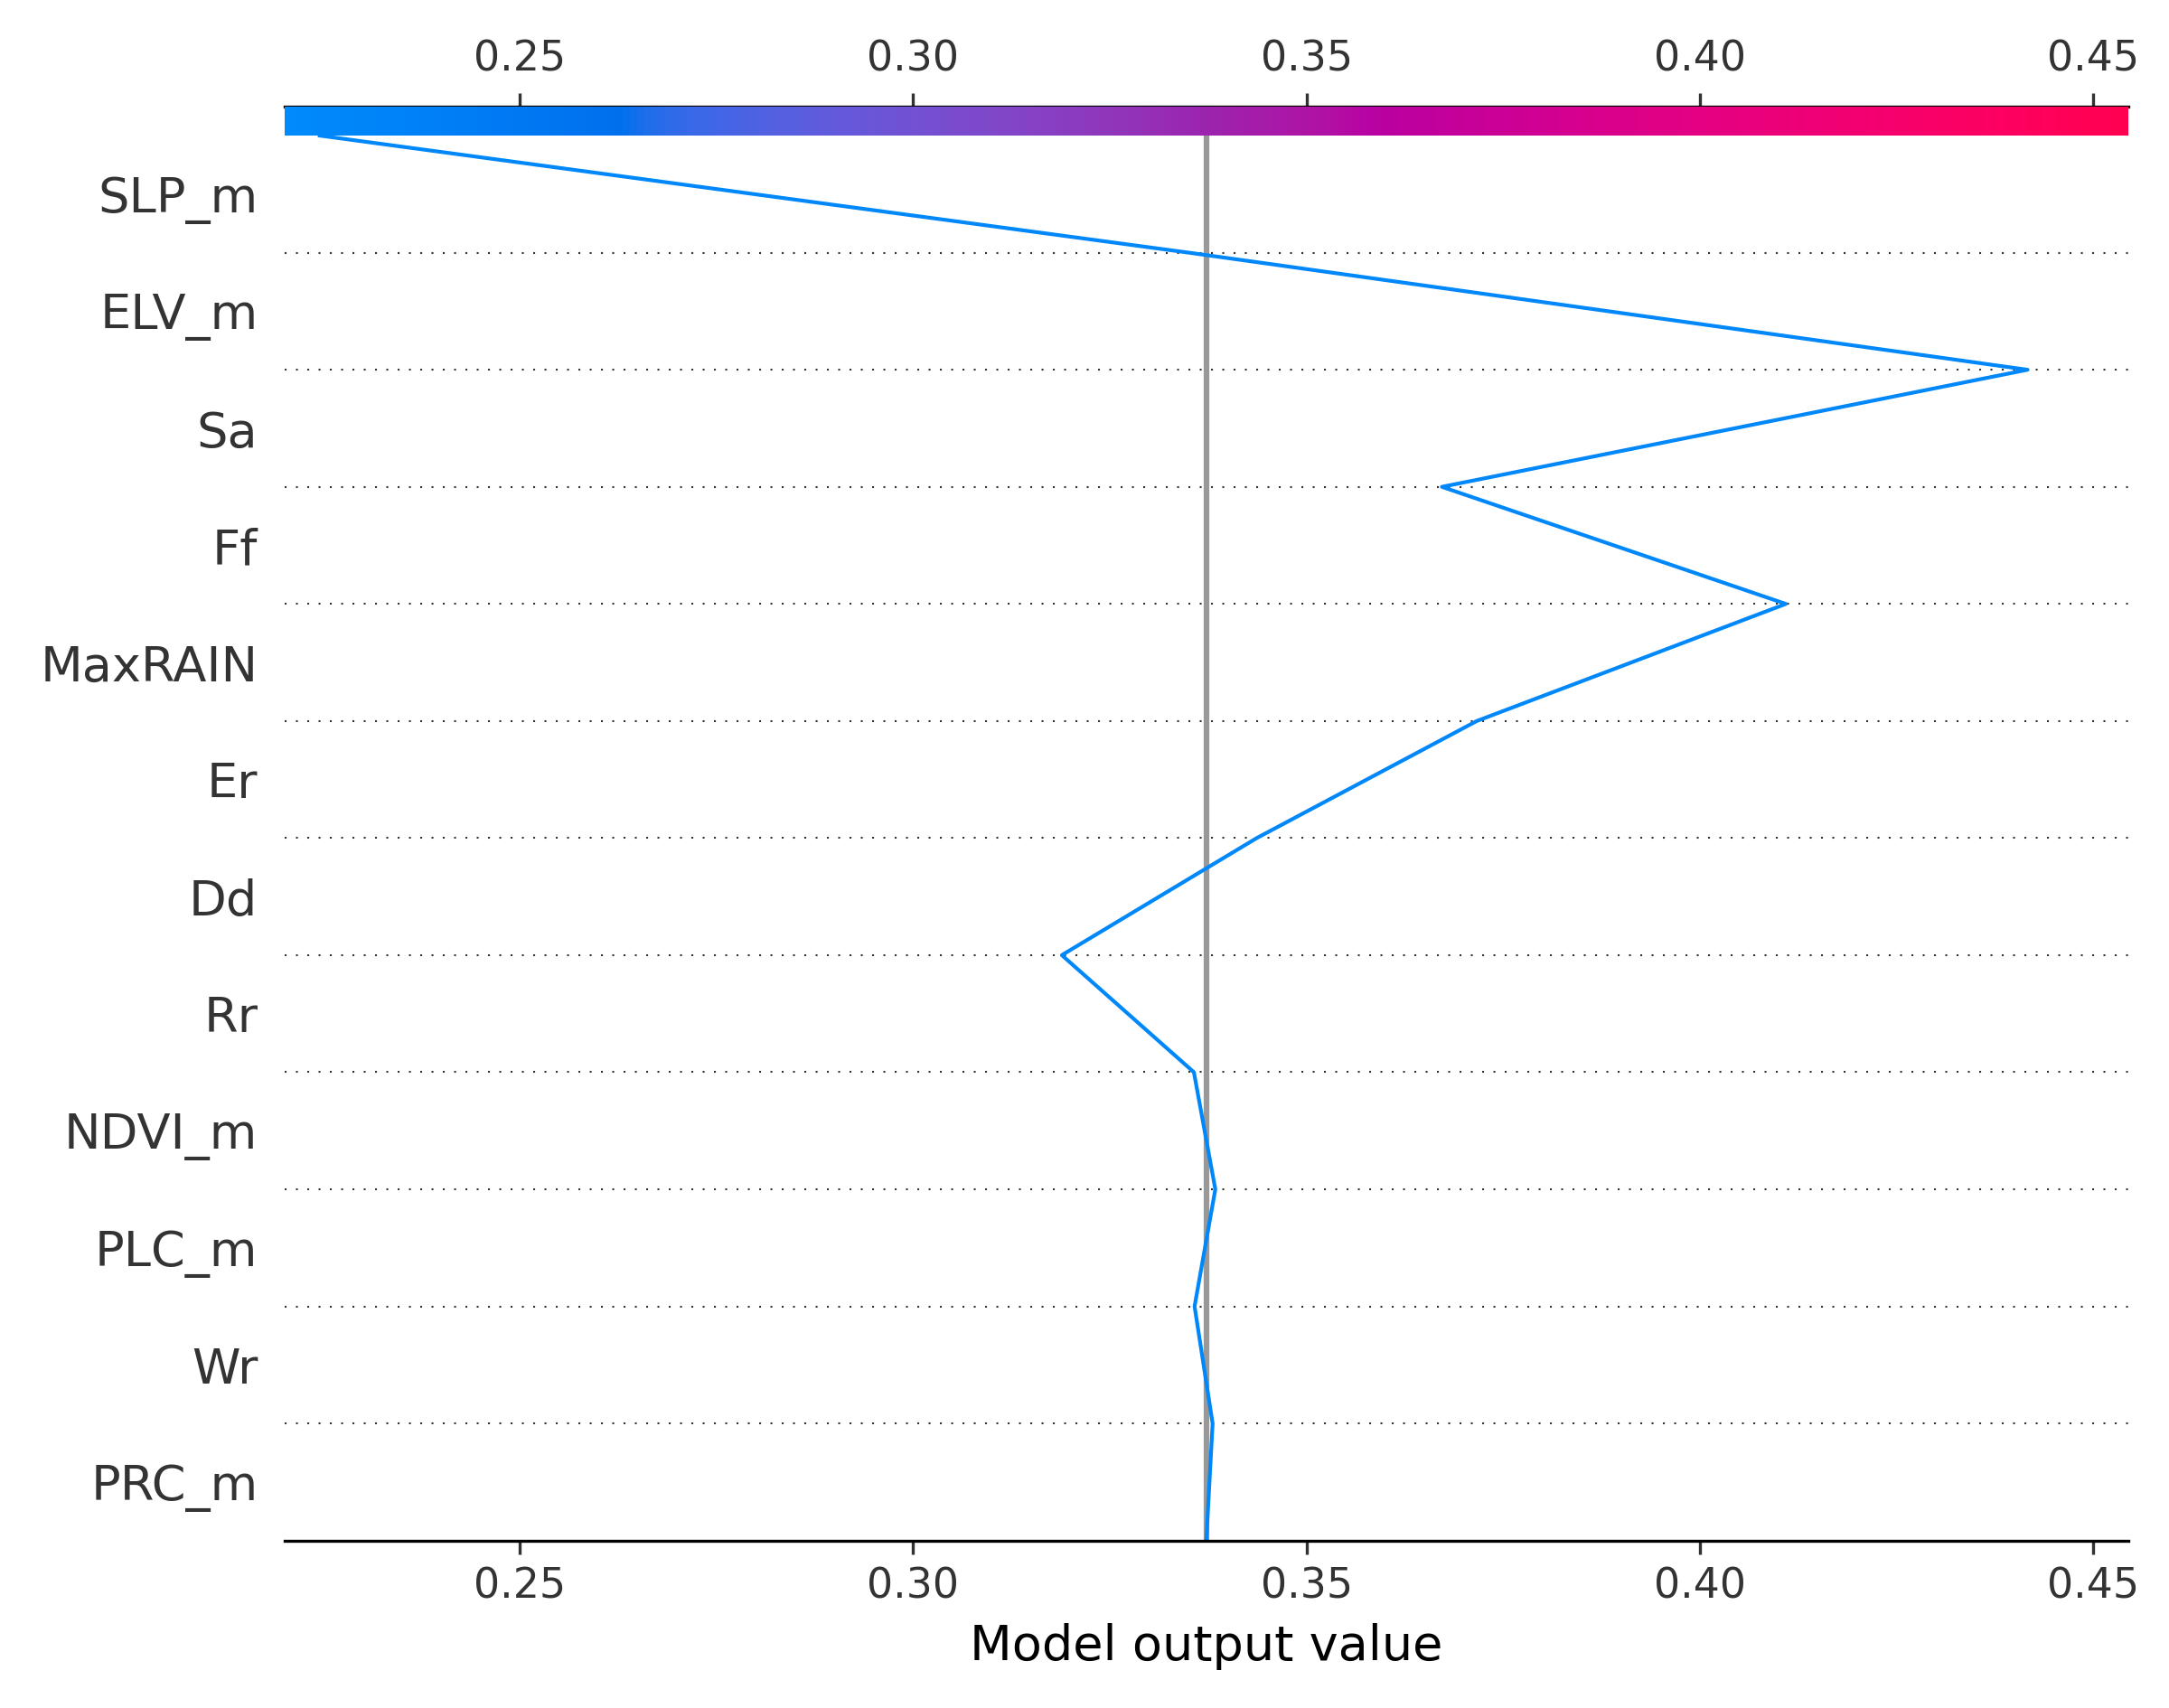 0.25 0.30 0.35 0.40 0.45
SLP_m
ELV_m
Sa
Ff
MaxRAIN
Er
Dd
Rr
NDVI_m
PLC_m
Wr
PRC_m
0.25 0.30 0.35 0.40 0.45
Model output value